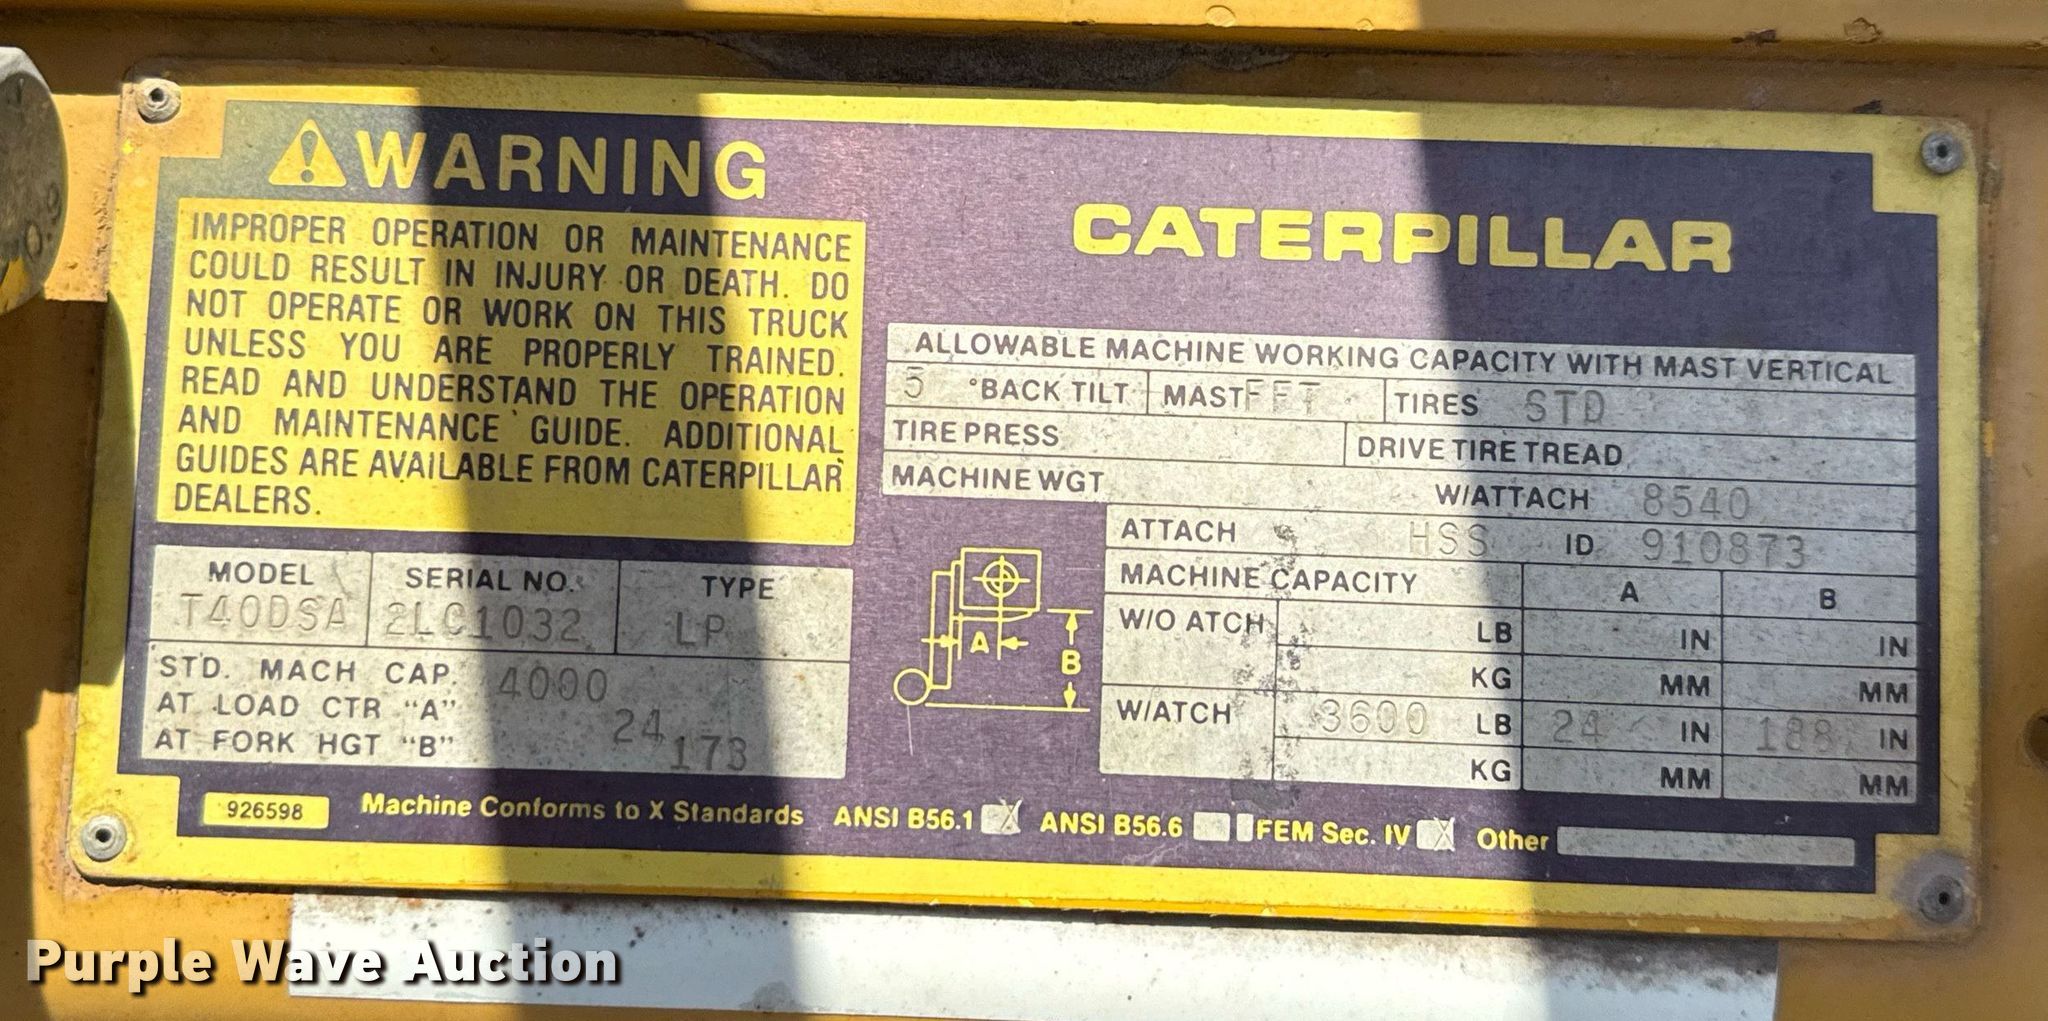 WARNING
IMPROPER OPERATION OR MAINTENANCE
COULD RESULT IN INJURY OR DEATH. DO
NOT OPERATE OR WORK ON THIS TRUCK
UNLESS YOU ARE PROPERLY TRAINED.
READ AND UNDERSTAND THE OPERATION
AND MAINTENANCE GUIDE. ADDITIONAL
GUIDES ARE AVAILABLE FROM CATERPILLAR
DEALERS.
MODEL SERIAL NO. TYPE
T40DSA 2LC1032 LP
STD. MACH CAP. 4000
AT LOAD CTR "A" 24
AT FORK HGT "B" 173
CATERPILLAR
ALLOWABLE MACHINE WORKING CAPACITY WITH MAST VERTICAL
5 °BACK TILT MAST FFT TIRES STD
TIRE PRESS DRIVE TIRE TREAD
MACHINE WGT W/ATTACH 8540
ATTACH HSS ID 910873
MACHINE CAPACITY A B
W/O ATCH LB IN IN
KG MM MM
W/ATCH 3600 LB 24 IN 188 IN
KG MM MM
A
B
926598 Machine Conforms to X Standards ANSI B56.1 X ANSI B56.6 FEM Sec. IV X Other
Purple Wave Auction